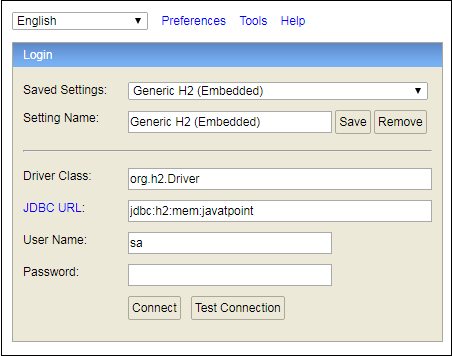 English Preferences Tools Help
Login
Saved Settings: Generic H2 (Embedded)
Setting Name: Generic H2 (Embedded) Save Remove
Driver Class: org.h2.Driver
JDBC URL: jdbc:h2:mem:javatpoint
User Name: sa
Password:
Connect Test Connection